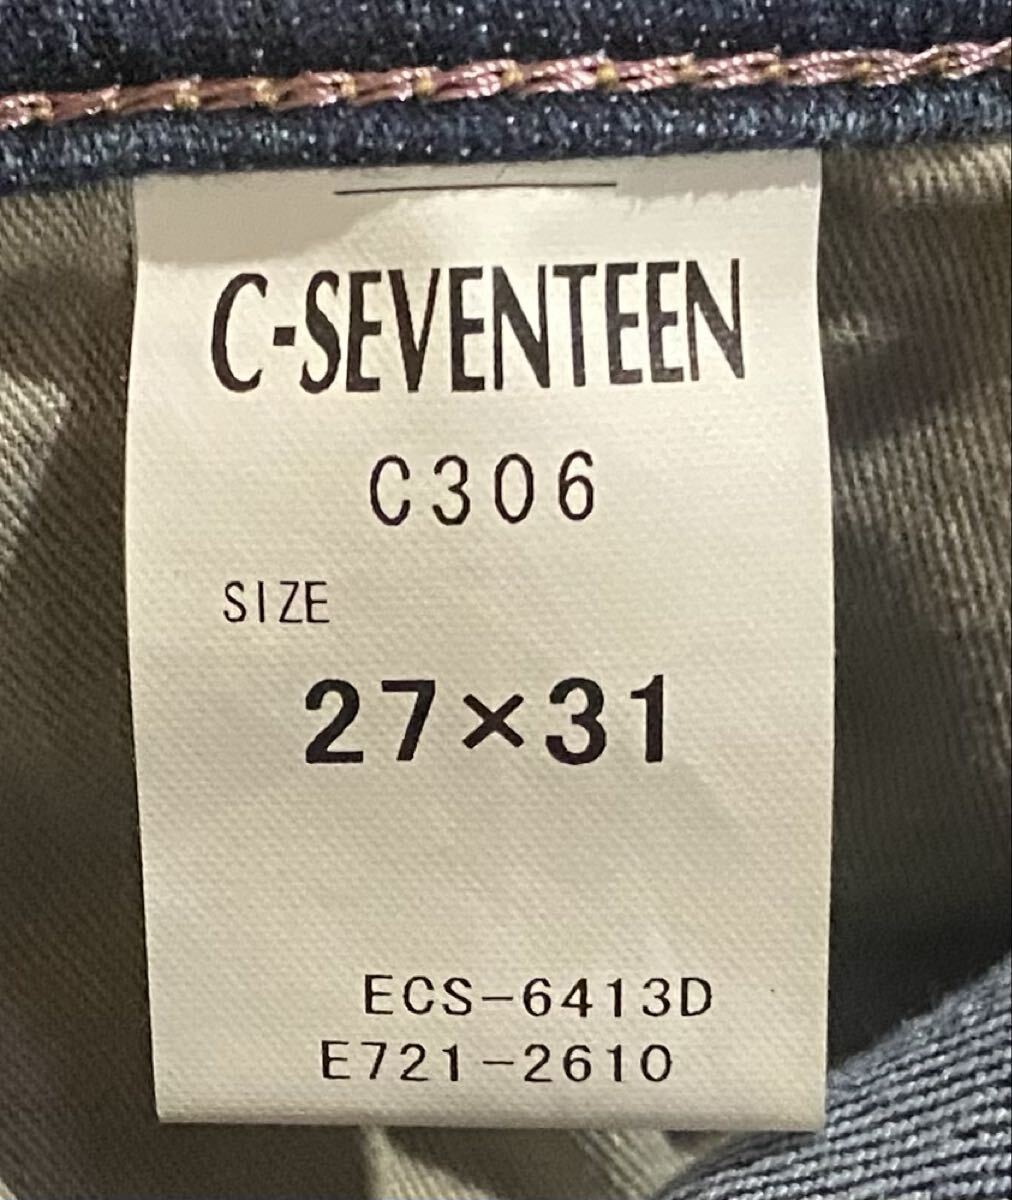 C-SEVENTEEN
C306
SIZE
27×31
ECS-6413D
E721-2610